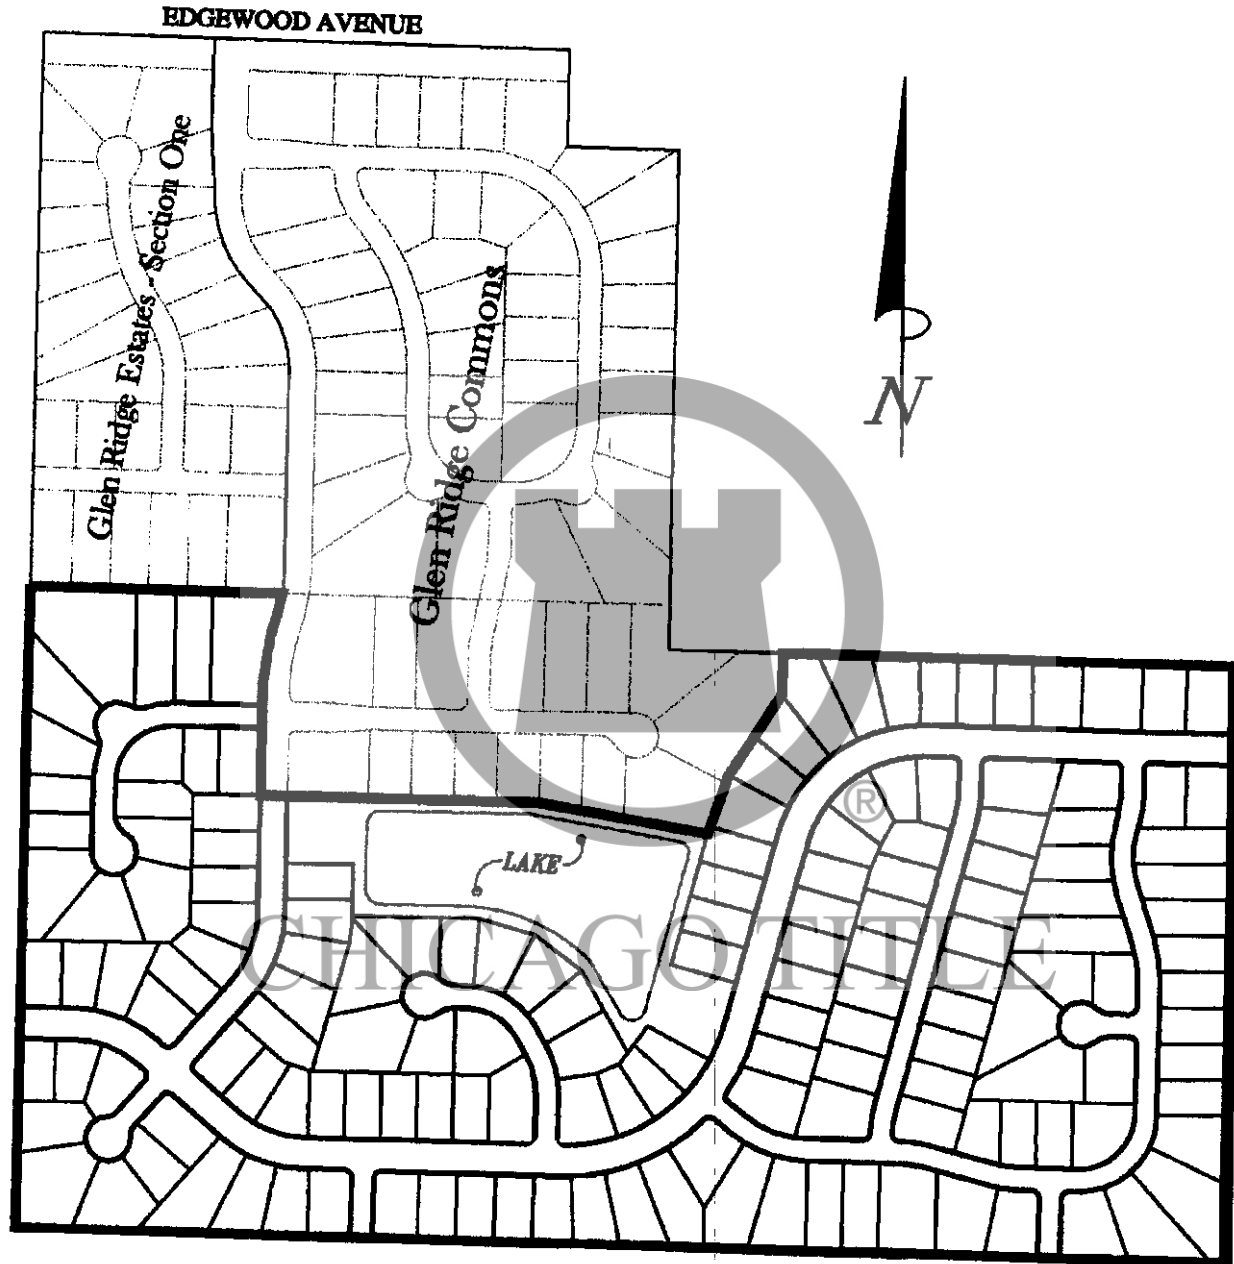 EDGEWOOD AVENUE
Glen Ridge Estates - Section One
Glen Ridge Commons
N
LAKE
®
CHICAGO TITLE